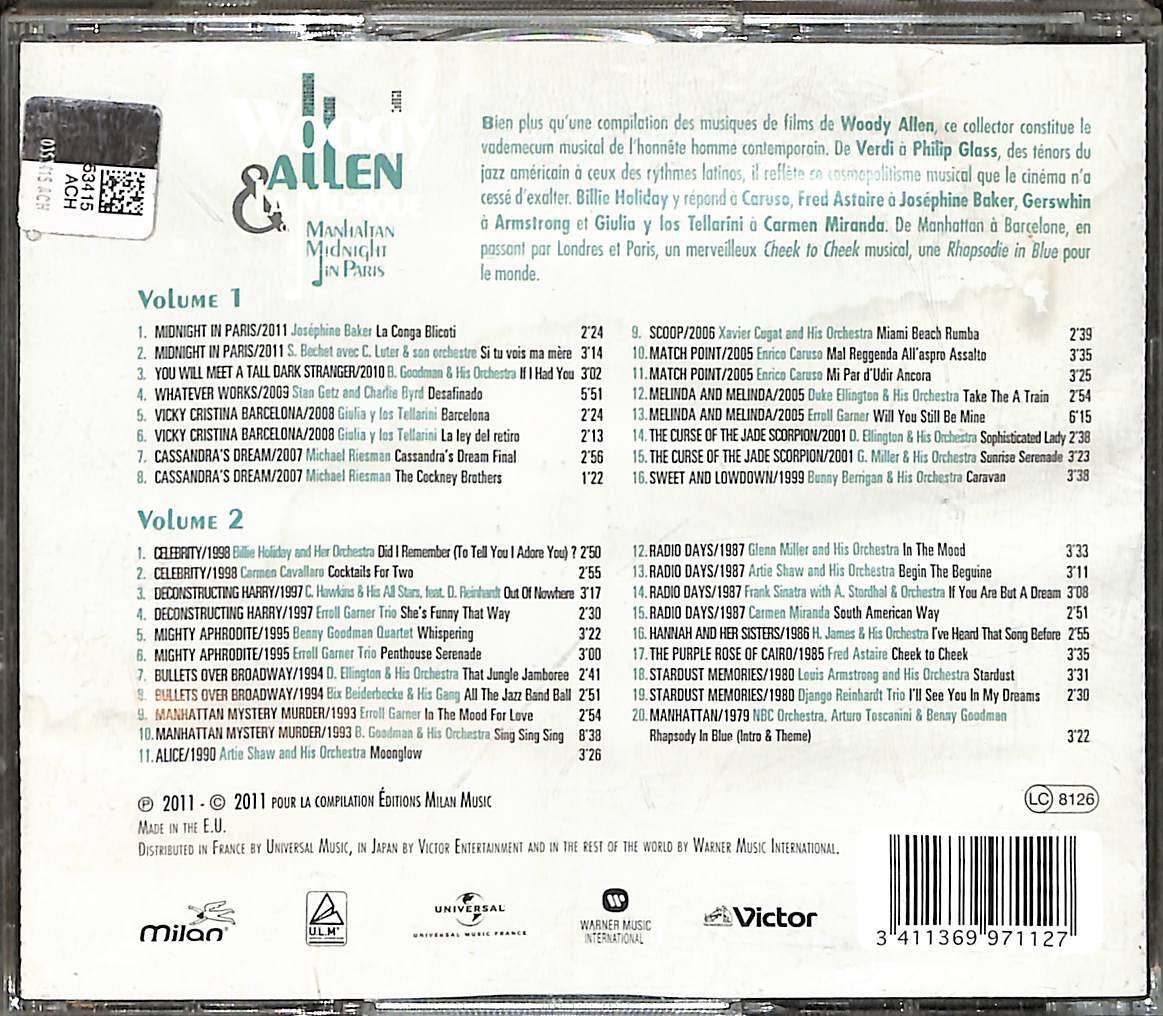 Woody
ALLEN
&
MANHATTAN
MIDNIGHT
IN PARIS
035 ACH
63415
ACH
Bien plus qu'une compilation des musiques de films de Woody Allen, ce collector constitue le
vademecum musical de l'honnête homme contemporain. De Verdi à Philip Glass, des ténors du
jazz américain à ceux des rythmes latinos, il reflète ce cosmopolitisme musical que le cinéma n'a
cessé d'exalter. Billie Holiday y répond à Caruso, Fred Astaire à Joséphine Baker, Gerswhin
à Armstrong et Giulia y los Tellarini à Carmen Miranda. De Manhattan à Barcelone, en
passant par Londres et Paris, un merveilleux Cheek to Cheek musical, une Rhapsodie in Blue pour
le monde.
VOLUME 1
1. MIDNIGHT IN PARIS/2011 Joséphine Baker La Conga Blicoti 2'24
2. MIDNIGHT IN PARIS/2011 S. Bechet avec C. Luter & son orchestre Si tu vois ma mère 3'14
3. YOU WILL MEET A TALL DARK STRANGER/2010 B. Goodman & His Orchestra If I Had You 3'02
4. WHATEVER WORKS/2009 Stan Getz and Charlie Byrd Desafinado 5'51
5. VICKY CRISTINA BARCELONA/2008 Giulia y los Tellarini Barcelona 2'24
6. VICKY CRISTINA BARCELONA/2008 Giulia y los Tellarini La ley del retiro 2'13
7. CASSANDRA'S DREAM/2007 Michael Riesman Cassandra's Dream Final 2'56
8. CASSANDRA'S DREAM/2007 Michael Riesman The Cockney Brothers 1'22
9. SCOOP/2006 Xavier Cugat and His Orchestra Miami Beach Rumba 2'39
10. MATCH POINT/2005 Enrico Caruso Mal Reggenda All'aspro Assalto 3'35
11. MATCH POINT/2005 Enrico Caruso Mi Par d'Udir Ancora 3'25
12. MELINDA AND MELINDA/2005 Duke Ellington & His Orchestra Take The A Train 2'54
13. MELINDA AND MELINDA/2005 Erroll Garner Will You Still Be Mine 6'15
14. THE CURSE OF THE JADE SCORPION/2001 D. Ellington & His Orchestra Sophisticated Lady 2'38
15. THE CURSE OF THE JADE SCORPION/2001 G. Miller & His Orchestra Sunrise Serenade 3'23
16. SWEET AND LOWDOWN/1999 Bunny Berrigan & His Orchestra Caravan 3'38
VOLUME 2
1. CELEBRITY/1998 Billie Holiday and Her Orchestra Did I Remember (To Tell You I Adore You) ? 2'50
2. CELEBRITY/1998 Carmen Cavallaro Cocktails For Two 2'55
3. DECONSTRUCTING HARRY/1997 C. Hawkins & His All Stars, feat. D. Reinhardt Out Of Nowhere 3'17
4. DECONSTRUCTING HARRY/1997 Erroll Garner Trio She's Funny That Way 2'30
5. MIGHTY APHRODITE/1995 Benny Goodman Quartet Whispering 3'22
6. MIGHTY APHRODITE/1995 Erroll Garner Trio Penthouse Serenade 3'00
7. BULLETS OVER BROADWAY/1994 D. Ellington & His Orchestra That Jungle Jamboree 2'41
8. BULLETS OVER BROADWAY/1994 Bix Beiderbecke & His Gang All The Jazz Band Ball 2'51
9. MANHATTAN MYSTERY MURDER/1993 Erroll Garner In The Mood For Love 2'54
10. MANHATTAN MYSTERY MURDER/1993 B. Goodman & His Orchestra Sing Sing Sing 8'38
11. ALICE/1990 Artie Shaw and His Orchestra Moonglow 3'26
12. RADIO DAYS/1987 Glenn Miller and His Orchestra In The Mood 3'33
13. RADIO DAYS/1987 Artie Shaw and His Orchestra Begin The Beguine 3'11
14. RADIO DAYS/1987 Frank Sinatra with A. Stordhal & Orchestra If You Are But A Dream 3'08
15. RADIO DAYS/1987 Carmen Miranda South American Way 2'51
16. HANNAH AND HER SISTERS/1986 H. James & His Orchestra I've Heard That Song Before 2'55
17. THE PURPLE ROSE OF CAIRO/1985 Fred Astaire Cheek to Cheek 3'35
18. STARDUST MEMORIES/1980 Louis Armstrong and His Orchestra Stardust 3'31
19. STARDUST MEMORIES/1980 Django Reinhardt Trio I'll See You In My Dreams 2'30
20. MANHATTAN/1979 NBC Orchestra, Arturo Toscanini & Benny Goodman
Rhapsody In Blue (Intro & Theme) 3'22
℗ 2011 - © 2011 POUR LA COMPILATION ÉDITIONS MILAN MUSIC
MADE IN THE E.U.
DISTRIBUTED IN FRANCE BY UNIVERSAL MUSIC, IN JAPAN BY VICTOR ENTERTAINMENT AND IN THE REST OF THE WORLD BY WARNER MUSIC INTERNATIONAL.
LC 8126
milan
U.L.M
UNIVERSAL
UNIVERSAL MUSIC FRANCE
WARNER MUSIC
INTERNATIONAL
Victor
3 411369 971127